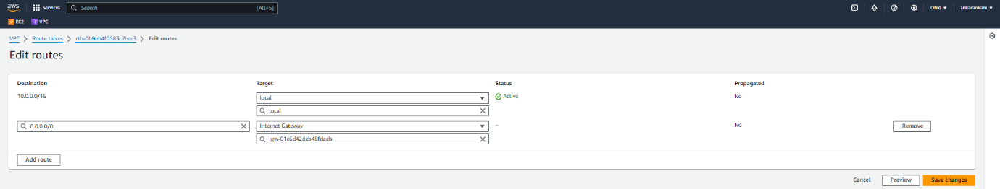 aws Services Search [Alt+S] Ohio srikarankam
EC2 VPC
VPC > Route tables > rtb-0b9eb4f0583c7bcc3 > Edit routes
Edit routes
Destination Target Status Propagated
10.0.0.0/16 local Active No
local
0.0.0.0/0 Internet Gateway – No Remove
igw-01c6d42deb48fdaeb
Add route
Cancel Preview Save changes